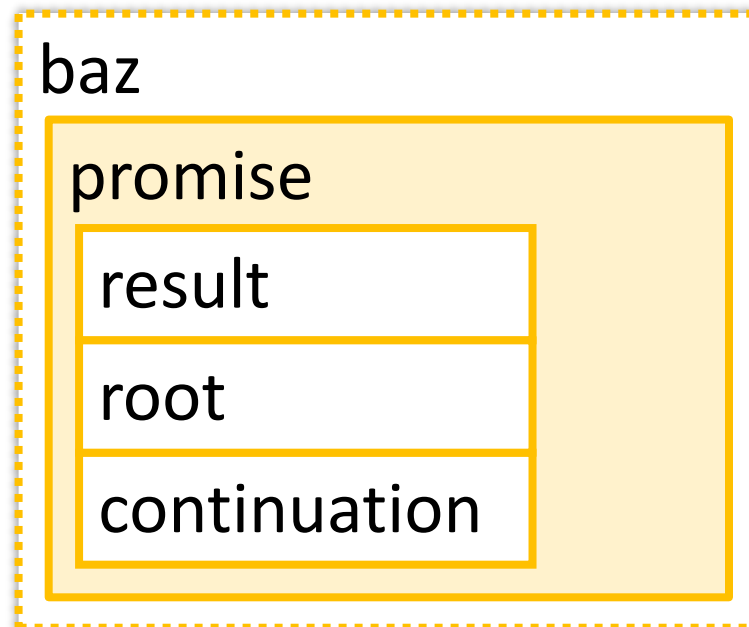 baz
promise
result
root
continuation